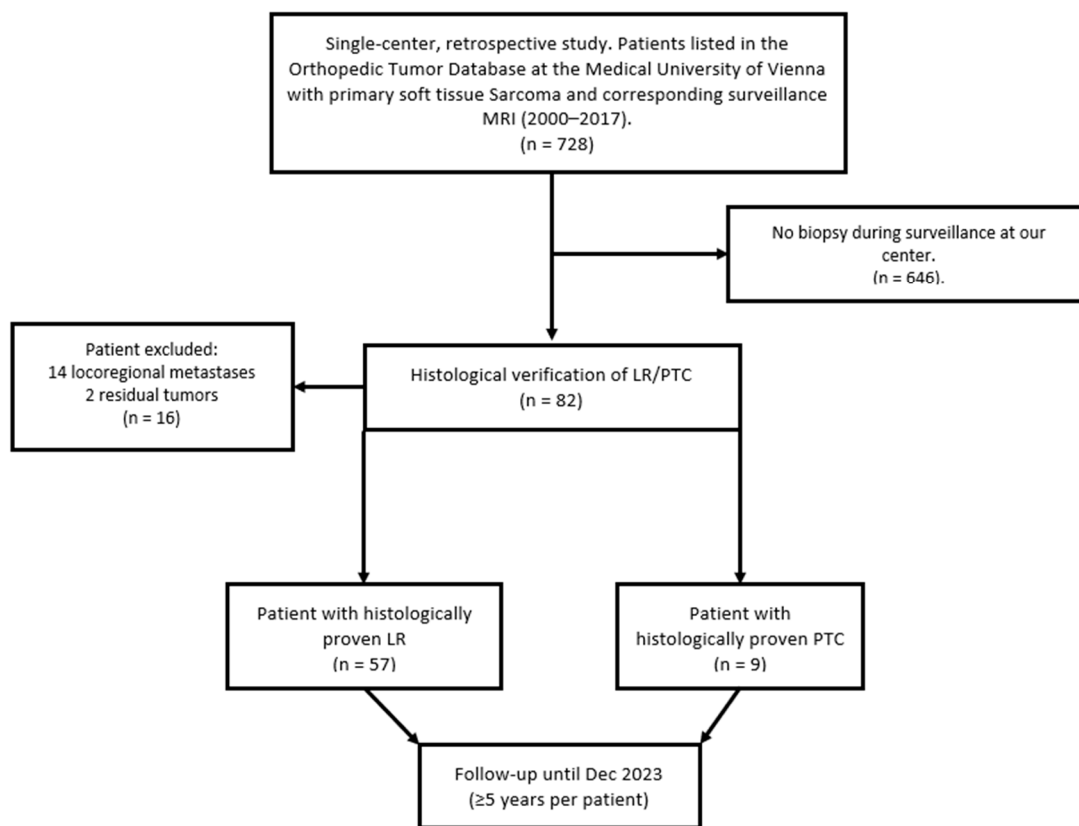 Single-center, retrospective study. Patients listed in the
Orthopedic Tumor Database at the Medical University of Vienna
with primary soft tissue Sarcoma and corresponding surveillance
MRI (2000–2017).
(n = 728)
No biopsy during surveillance at our
center.
(n = 646).
Patient excluded:
14 locoregional metastases
2 residual tumors
(n = 16)
Histological verification of LR/PTC
(n = 82)
Patient with histologically
proven LR
(n = 57)
Patient with
histologically proven PTC
(n = 9)
Follow-up until Dec 2023
(≥5 years per patient)